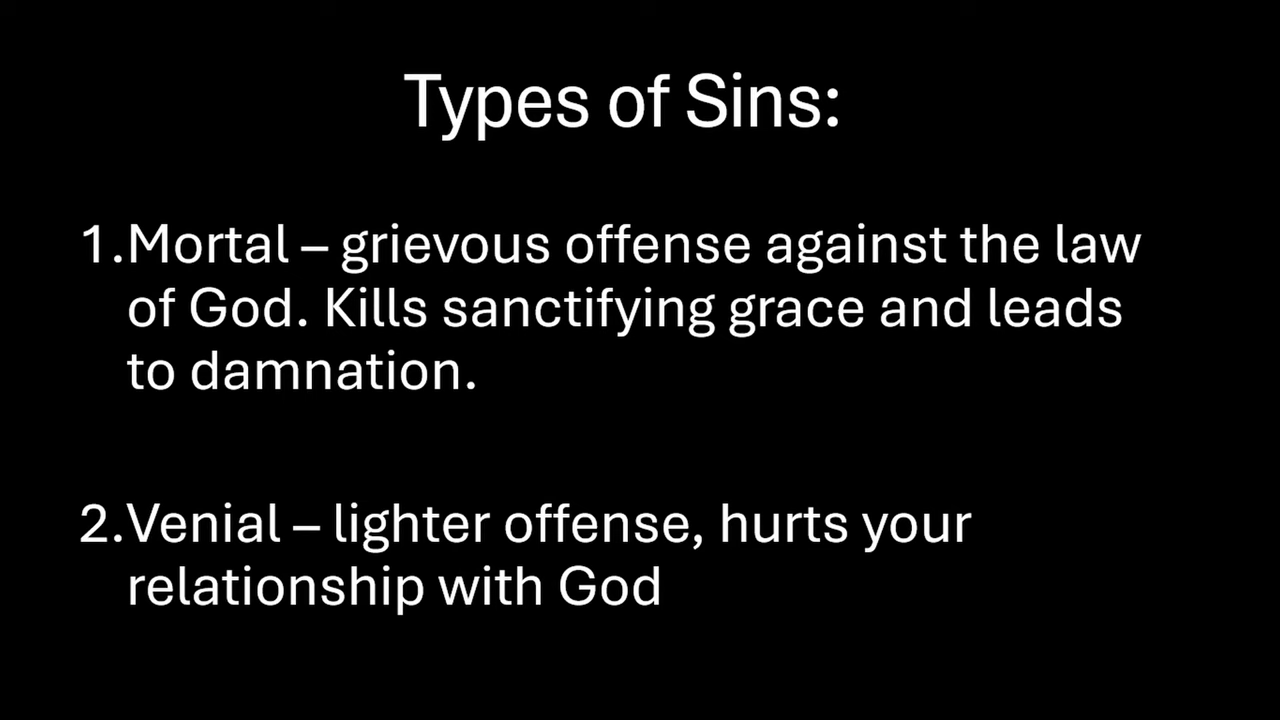 Types of Sins:
1.Mortal – grievous offense against the law
of God. Kills sanctifying grace and leads
to damnation.
2.Venial – lighter offense, hurts your
relationship with God